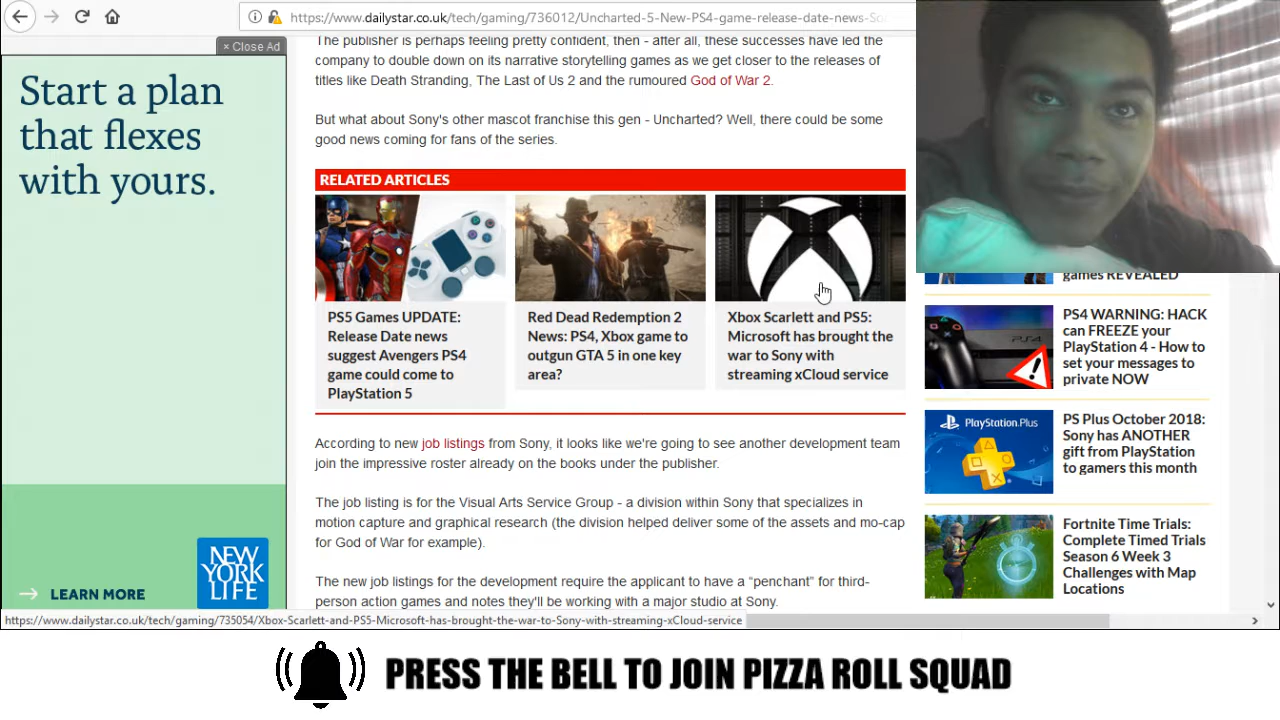 https://www.dailystar.co.uk/tech/gaming/736012/Uncharted-5-New-PS4-game-release-date-news-So
× Close Ad
Start a plan
that flexes
with yours.
NEW
YORK
LIFE
LEARN MORE
The publisher is perhaps feeling pretty confident, then - after all, these successes have led the
company to double down on its narrative storytelling games as we get closer to the releases of
titles like Death Stranding, The Last of Us 2 and the rumoured God of War 2.
But what about Sony's other mascot franchise this gen - Uncharted? Well, there could be some
good news coming for fans of the series.
RELATED ARTICLES
PS5 Games UPDATE:
Release Date news
suggest Avengers PS4
game could come to
PlayStation 5
Red Dead Redemption 2
News: PS4, Xbox game to
outgun GTA 5 in one key
area?
Xbox Scarlett and PS5:
Microsoft has brought the
war to Sony with
streaming xCloud service
According to new job listings from Sony, it looks like we're going to see another development team
join the impressive roster already on the books under the publisher.
The job listing is for the Visual Arts Service Group - a division within Sony that specializes in
motion capture and graphical research (the division helped deliver some of the assets and mo-cap
for God of War for example).
The new job listings for the development require the applicant to have a “penchant” for third-
person action games and notes they'll be working with a major studio at Sony.
games REVEALED
PS4
PS4 WARNING: HACK
can FREEZE your
PlayStation 4 - How to
set your messages to
private NOW
PlayStation.Plus
PS Plus October 2018:
Sony has ANOTHER
gift from PlayStation
to gamers this month
Fortnite Time Trials:
Complete Timed Trials
Season 6 Week 3
Challenges with Map
Locations
https://www.dailystar.co.uk/tech/gaming/735054/Xbox-Scarlett-and-PS5-Microsoft-has-brought-the-war-to-Sony-with-streaming-xCloud-service
PRESS THE BELL TO JOIN PIZZA ROLL SQUAD